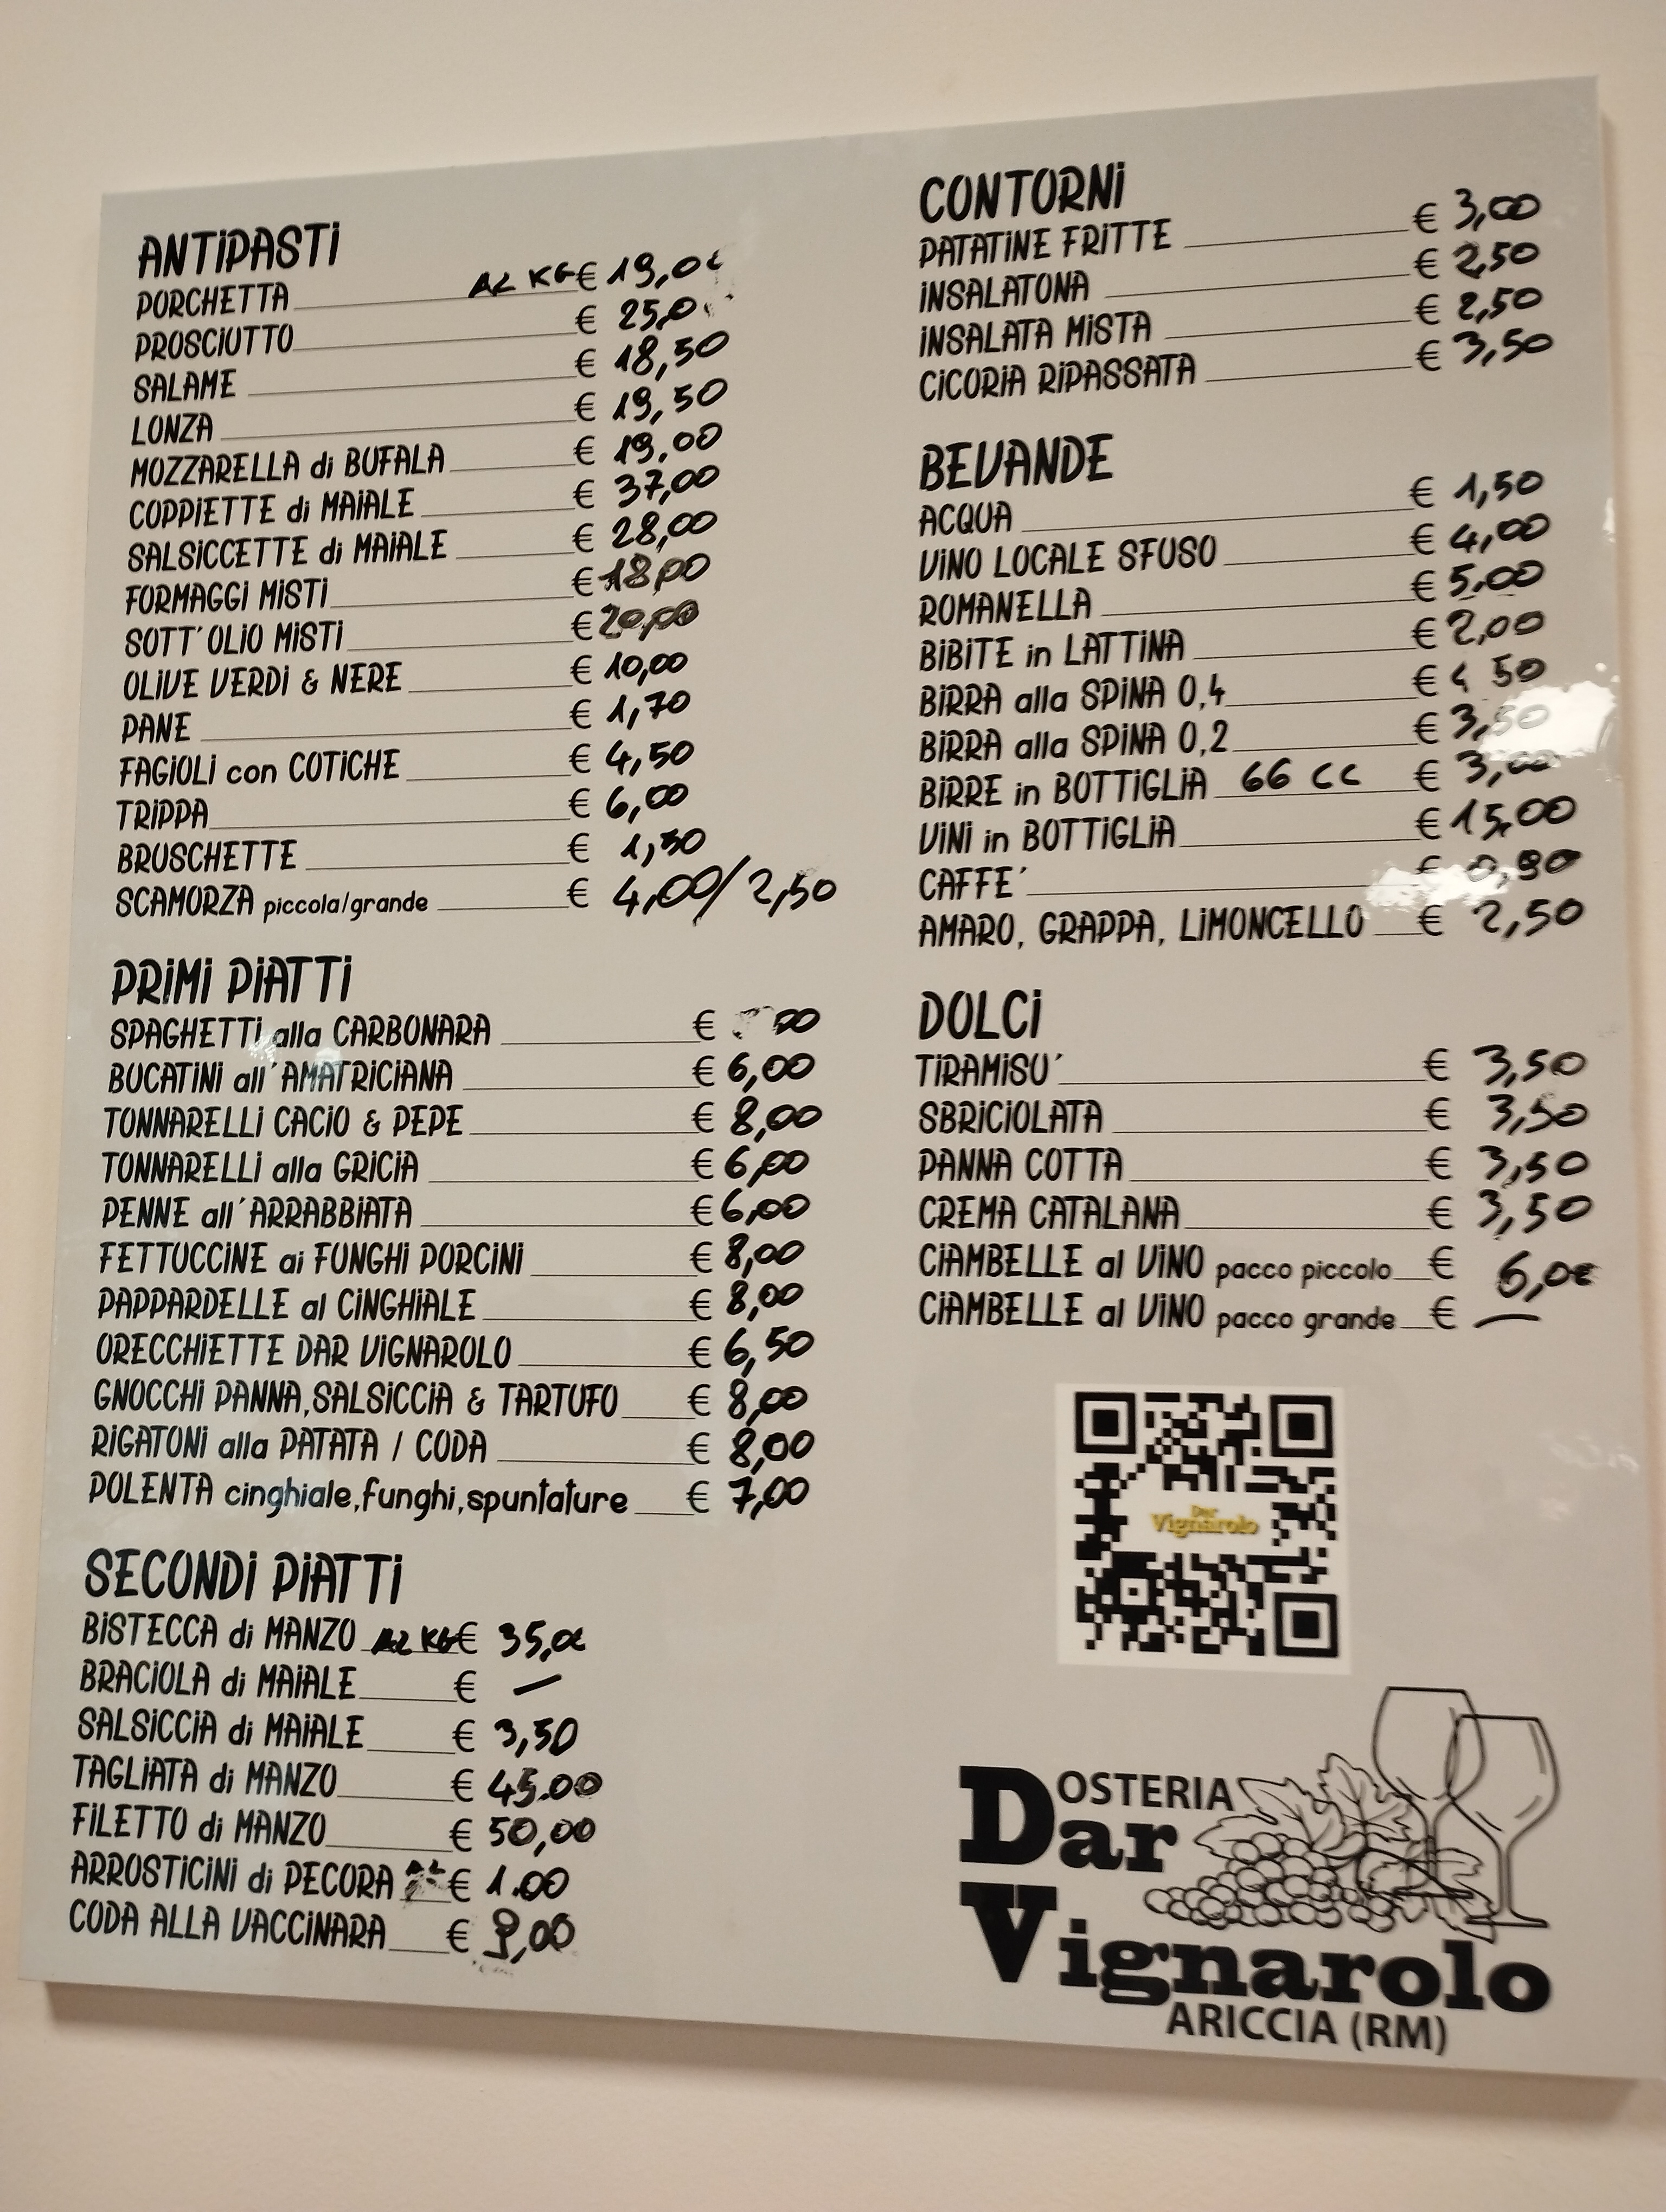 ANTiPASTi
PORCHETTA AL KG € 19,0
PROSCiUTTO € 25,0
SALAME € 18,50
LONZA € 19,50
MOZZARELLA di BUFALA € 19,00
COPPiETTE di MAiALE € 37,00
SALSiCCETTE di MAiALE € 28,00
FORMAGGi MiSTi € 18,00
SOTT'OLiO MiSTi € 20,00
OLiVE VERDi & NERE € 10,00
PANE € 1,70
FAGiOLi con COTiCHE € 4,50
TRiPPA € 6,00
BRUSCHETTE € 1,50
SCAMORZA piccola/grande € 4,00/2,50
PRiMi PiATTi
SPAGHETTi alla CARBONARA €
BUCATiNi all'AMATRiCiANA € 6,00
TONNARELLi CACiO & PEPE € 8,00
TONNARELLi alla GRiCiA € 6,00
PENNE all'ARRABBiATA € 6,00
FETTUCCiNE ai FUNGHi PORCiNi € 8,00
PAPPARDELLE al CiNGHiALE € 8,00
ORECCHiETTE DAR ViGNAROLO € 6,50
GNOCCHi PANNA,SALSiCCiA & TARTUFO € 8,00
RiGATONi alla PATATA / CODA € 8,00
POLENTA cinghiale,funghi,spuntature € 7,00
SECONDi PiATTi
BiSTECCA di MANZO AL KG € 35,00
BRACiOLA di MAiALE € —
SALSiCCiA di MAiALE € 3,50
TAGLiATA di MANZO € 45.00
FiLETTO di MANZO € 50,00
ARROSTiCiNi di PECORA € 1.00
CODA ALLA VACCiNARA € 9,00
CONTORNi
PATATiNE FRiTTE € 3,00
iNSALATONA € 2,50
iNSALATA MiSTA € 2,50
CiCORiA RiPASSATA € 3,50
BEVANDE
ACQUA € 1,50
ViNO LOCALE SFUSO € 4,00
ROMANELLA € 5,00
BiBiTE in LATTiNA € 2,00
BiRRA alla SPiNA 0,4 € 50
BiRRA alla SPiNA 0,2 € 3,50
BiRRE in BOTTiGLiA 66 CC € 3,00
ViNi in BOTTiGLiA € 15,00
CAFFE' € 0,90
AMARO, GRAPPA, LiMONCELLO € 2,50
DOLCi
TiRAMiSU' € 3,50
SBRiCiOLATA € 3,50
PANNA COTTA € 3,50
CREMA CATALANA € 3,50
CiAMBELLE al ViNO pacco piccolo € 6,00
CiAMBELLE al ViNO pacco grande € —
Dar
Vignarolo
OSTERIA
Dar
Vignarolo
ARICCIA (RM)